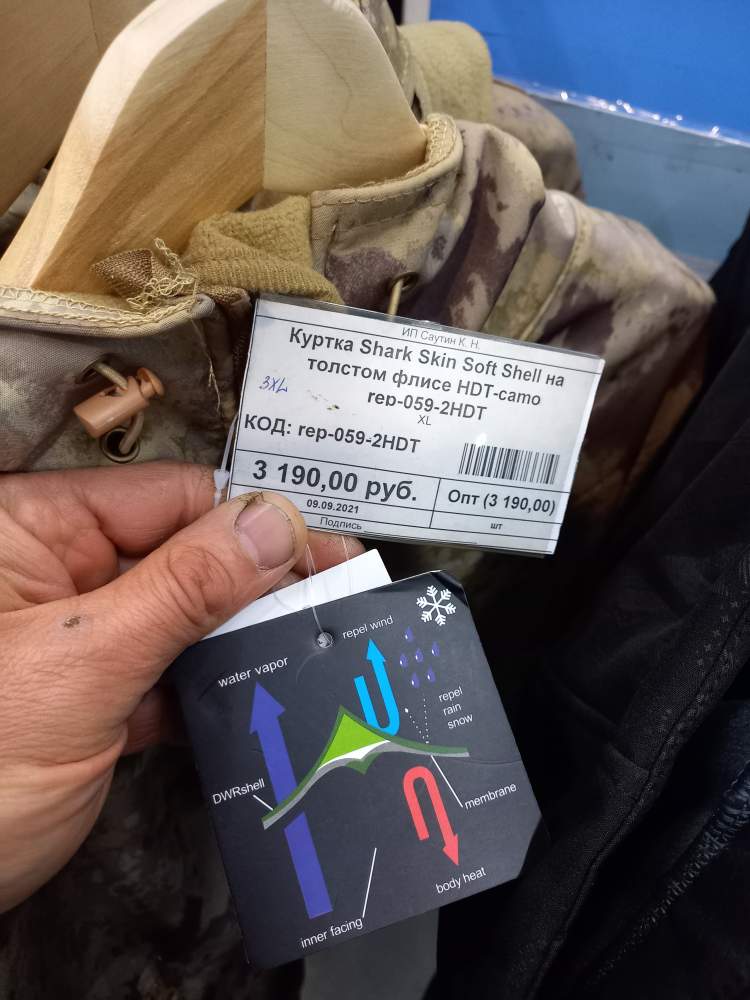 ИП Саутин К. Н.
Куртка Shark Skin Soft Shell на
толстом флисе HDT-camo
rep-059-2HDT
3XL
XL
КОД: rep-059-2HDT
3 190,00 руб.
Опт (3 190,00)
09.09.2021
Подпись
шт
water vapor
repel wind
repel
rain
snow
DWRshell
membrane
body heat
inner facing